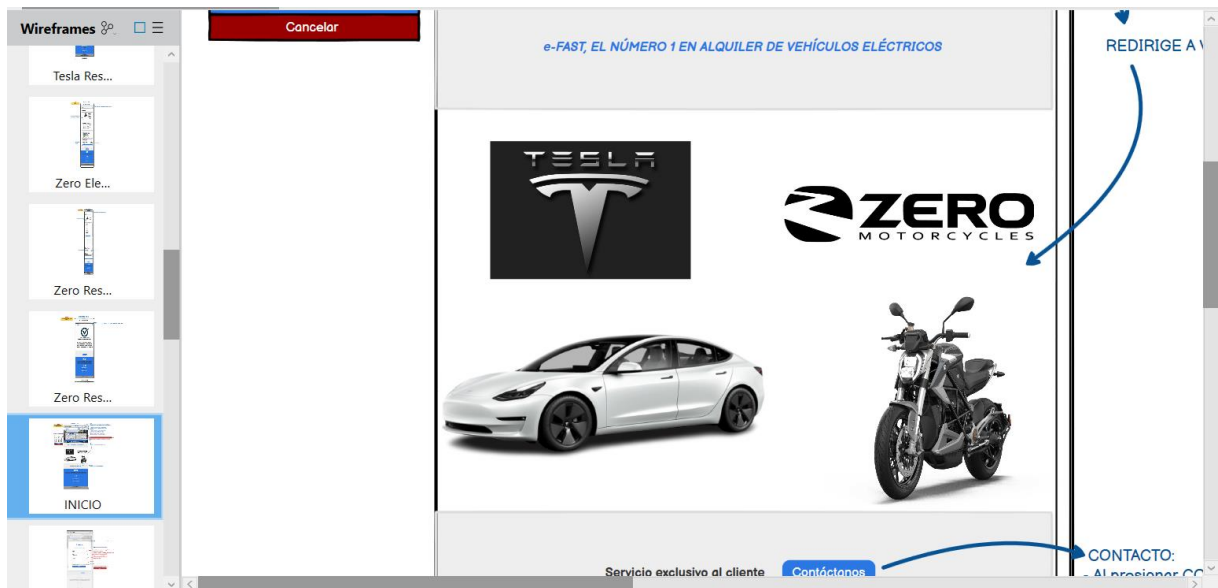 Wireframes
Tesla Res...
Zero Ele...
Zero Res...
Zero Res...
INICIO
Cancelar
e-FAST, EL NÚMERO 1 EN ALQUILER DE VEHÍCULOS ELÉCTRICOS
REDIRIGE A
TESLA
ZERO
MOTORCYCLES
Servicio exclusivo al cliente
Contáctanos
CONTACTO:
- Al presionar CO